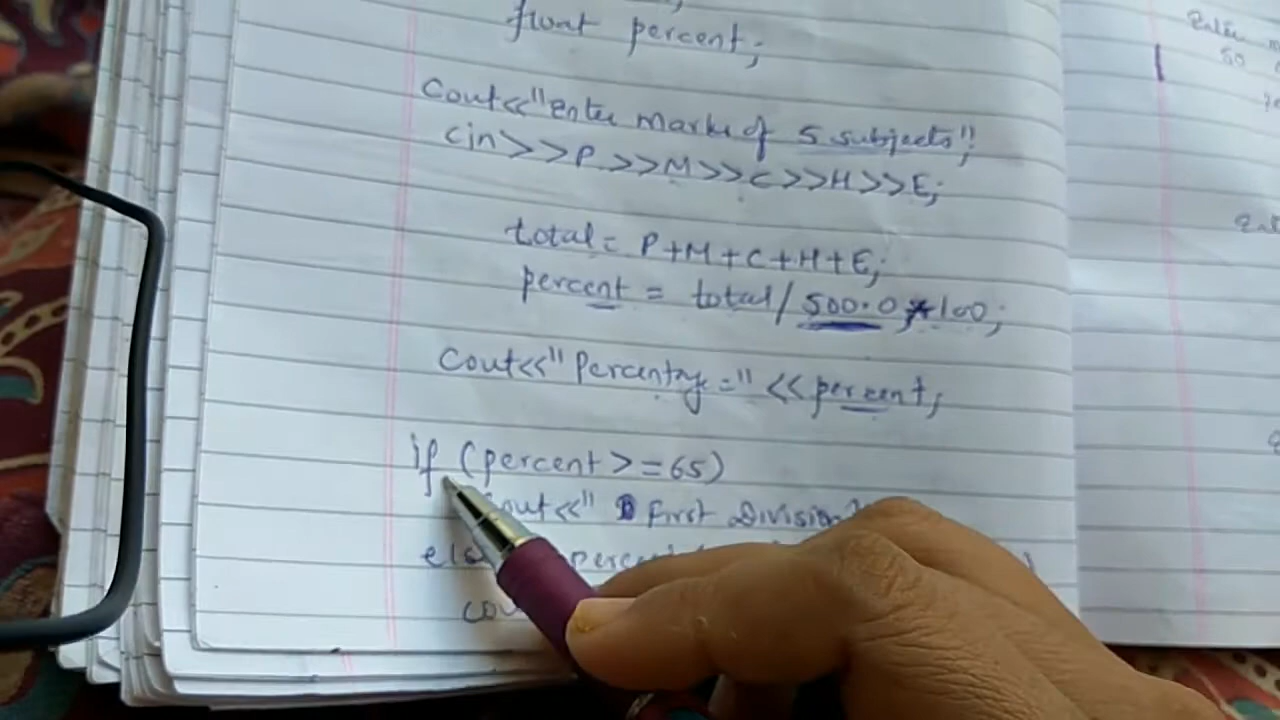 float percent;
Cout<<"enter marks of 5 subjects";
cin>>P>>M>>C>>H>>E;
total= P+M+C+H+E;
percent = total/500.0*100;
Cout<<"Percentage="<<percent;
if (percent>=65)
cout<<" First Division